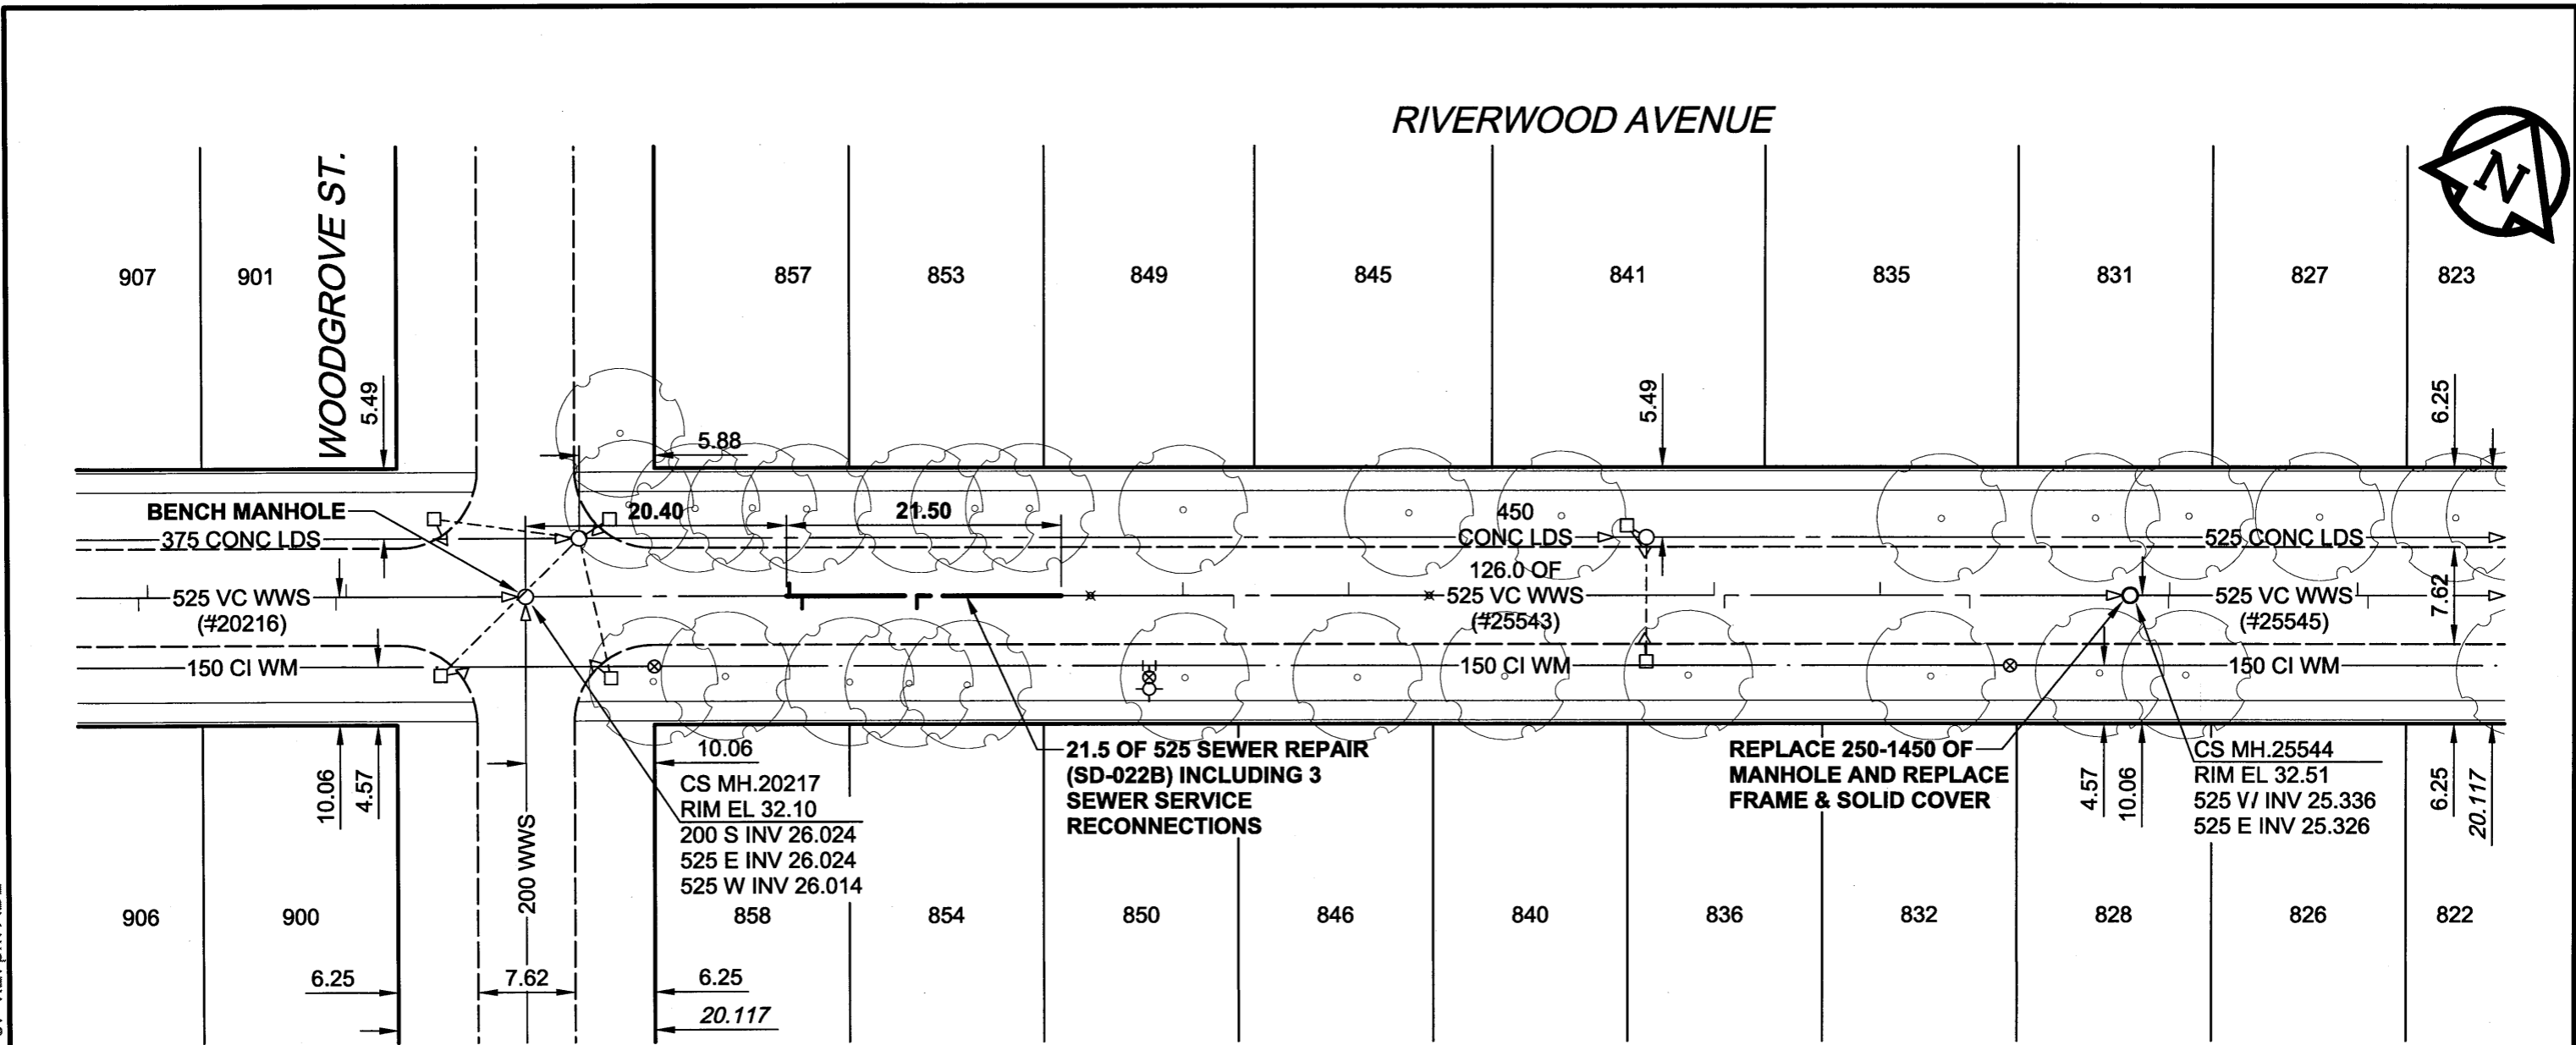 RIVERWOOD AVENUE
N
WOODGROVE ST.
907
901
857
853
849
845
841
835
831
827
823
5.49
5.88
5.49
6.25
BENCH MANHOLE
20.40
21.50
450
375 CONC LDS
CONC LDS
525 CONC LDS
126.0 OF
525 VC WWS
(#20216)
525 VC WWS
(#25543)
525 VC WWS
(#25545)
7.62
150 CI WM
150 CI WM
150 CI WM
10.06
4.57
10.06
CS MH.20217
RIM EL 32.10
200 S INV 26.024
525 E INV 26.024
525 W INV 26.014
200 WWS
21.5 OF 525 SEWER REPAIR
(SD-022B) INCLUDING 3
SEWER SERVICE
RECONNECTIONS
REPLACE 250-1450 OF
MANHOLE AND REPLACE
FRAME & SOLID COVER
4.57
10.06
CS MH.25544
RIM EL 32.51
525 W INV 25.336
525 E INV 25.326
6.25
20.117
906
900
858
854
850
846
840
836
832
828
826
822
6.25
7.62
6.25
20.117